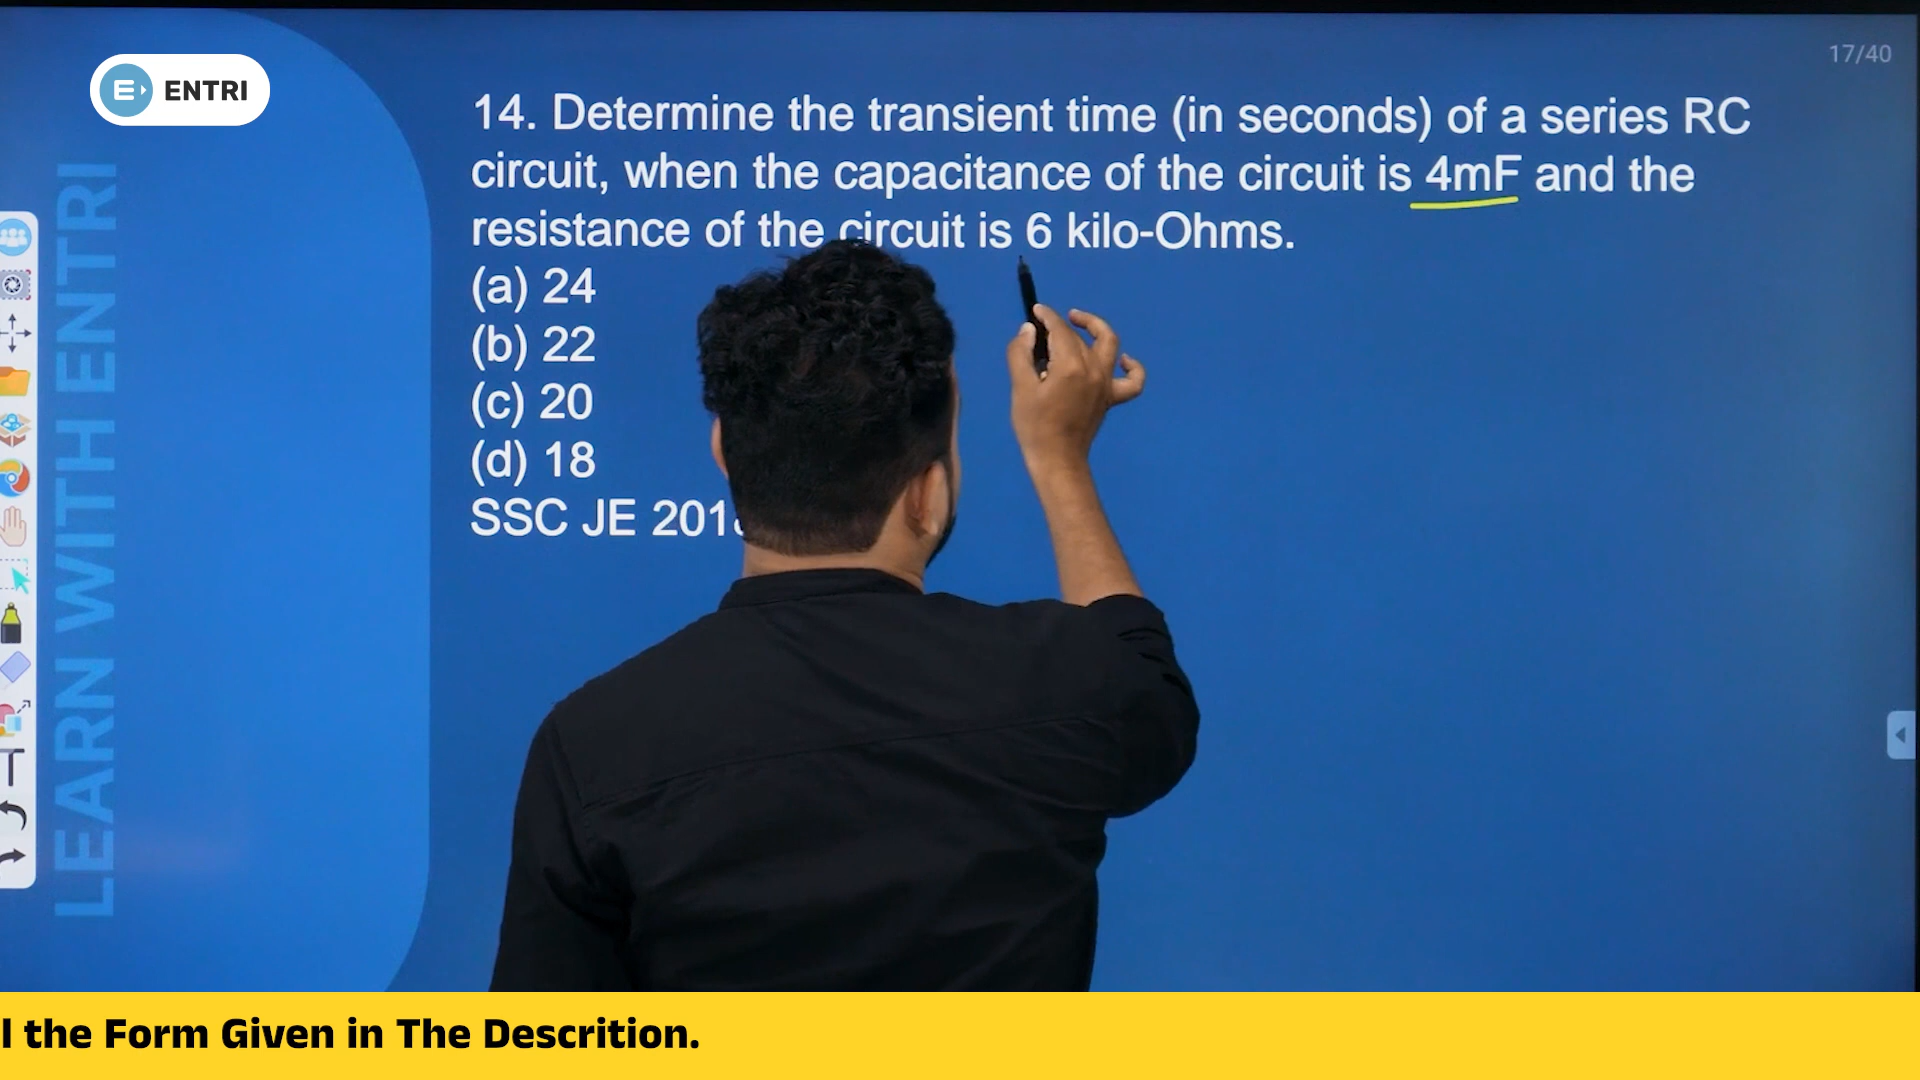 ENTRI
17/40
14. Determine the transient time (in seconds) of a series RC
circuit, when the capacitance of the circuit is 4mF and the
resistance of the circuit is 6 kilo-Ohms.
(a) 24
(b) 22
(c) 20
(d) 18
SSC JE
LEARN WITH ENTRI
the Form Given in The Descrition.